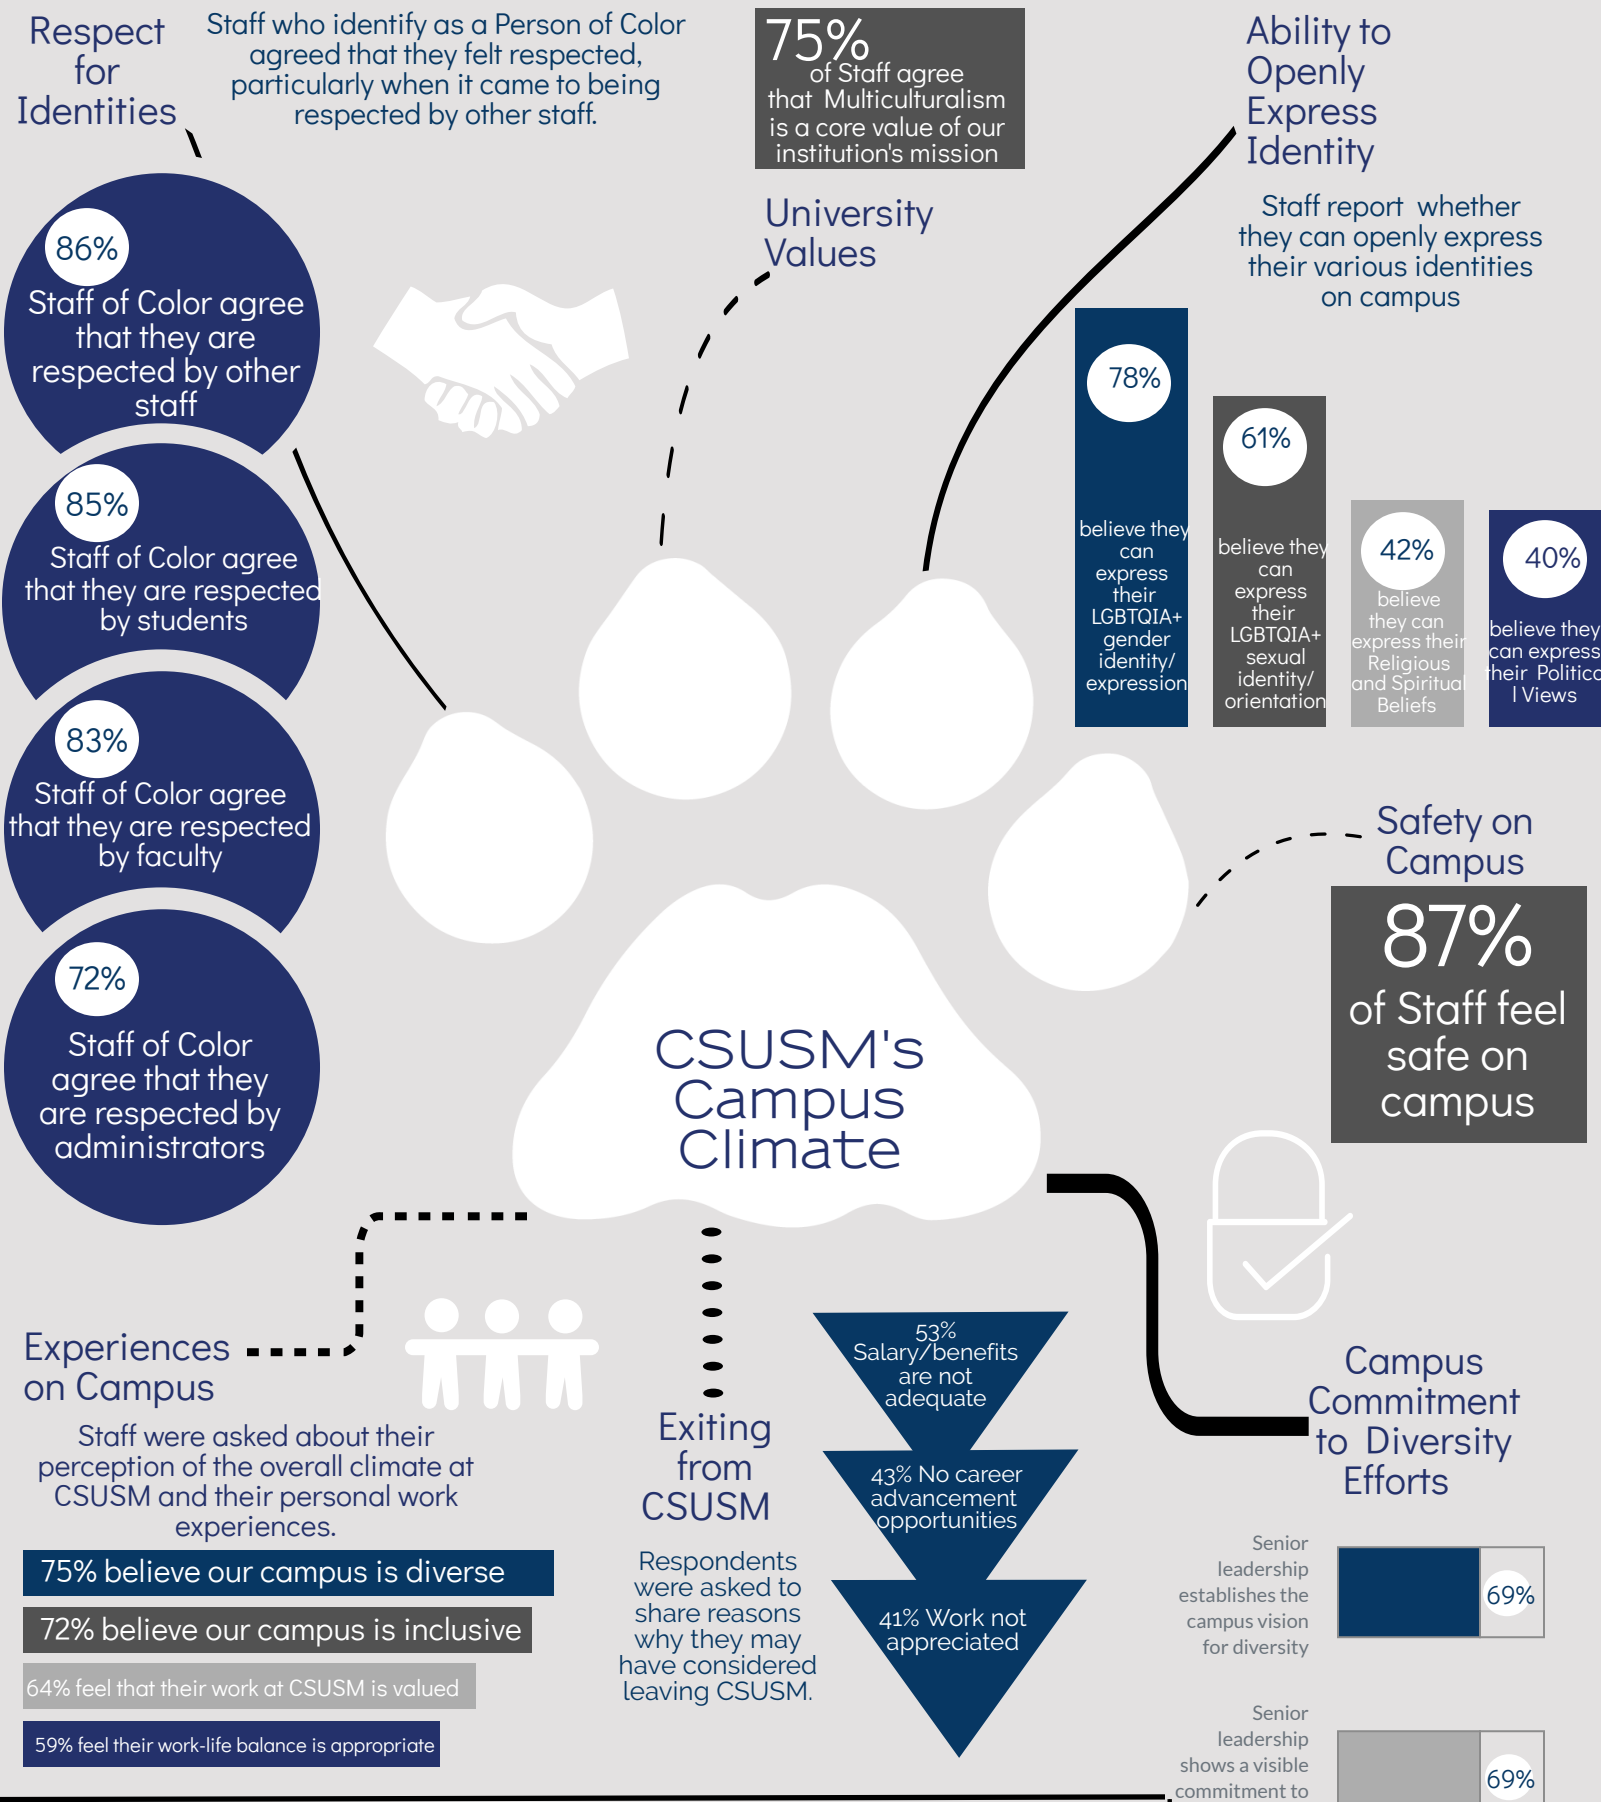 Respect
for
Identities
Staff who identify as a Person of Color
agreed that they felt respected,
particularly when it came to being
respected by other staff.
86%
Staff of Color agree
that they are
respected by other
staff
85%
Staff of Color agree
that they are respected
by students
83%
Staff of Color agree
that they are respected
by faculty
72%
Staff of Color
agree that they
are respected by
administrators
75%
of Staff agree
that Multiculturalism
is a core value of our
institution's mission
University
Values
Ability to
Openly
Express
Identity
Staff report whether
they can openly express
their various identities
on campus
78%
believe they
can
express
their
LGBTQIA+
gender
identity/
expression
61%
believe they
can
express
their
LGBTQIA+
sexual
identity/
orientation
42%
believe
they can
express their
Religious
and Spiritual
Beliefs
40%
believe they
can express
their Politica
l Views
Safety on
Campus
87%
of Staff feel
safe on
campus
CSUSM's
Campus
Climate
Experiences
on Campus
Staff were asked about their
perception of the overall climate at
CSUSM and their personal work
experiences.
75% believe our campus is diverse
72% believe our campus is inclusive
64% feel that their work at CSUSM is valued
59% feel their work-life balance is appropriate
Exiting
from
CSUSM
Respondents
were asked to
share reasons
why they may
have considered
leaving CSUSM.
53%
Salary/benefits
are not
adequate
43% No career
advancement
opportunities
41% Work not
appreciated
Campus
Commitment
to Diversity
Efforts
Senior
leadership
establishes the
campus vision
for diversity
69%
Senior
leadership
shows a visible
commitment to
69%